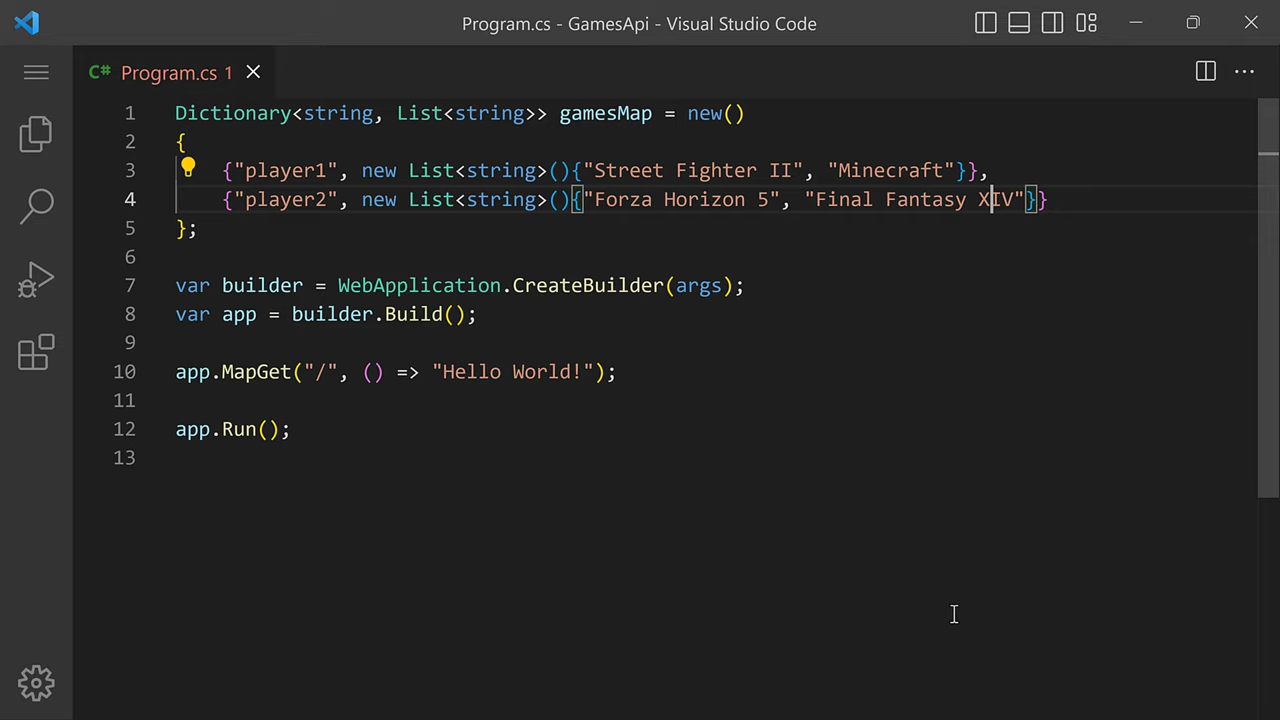 Program.cs - GamesApi - Visual Studio Code
C# Program.cs 1
1 Dictionary<string, List<string>> gamesMap = new()
2 {
3 {"player1", new List<string>(){"Street Fighter II", "Minecraft"}},
4 {"player2", new List<string>(){"Forza Horizon 5", "Final Fantasy XIV"}}
5 };
6
7 var builder = WebApplication.CreateBuilder(args);
8 var app = builder.Build();
9
10 app.MapGet("/", () => "Hello World!");
11
12 app.Run();
13